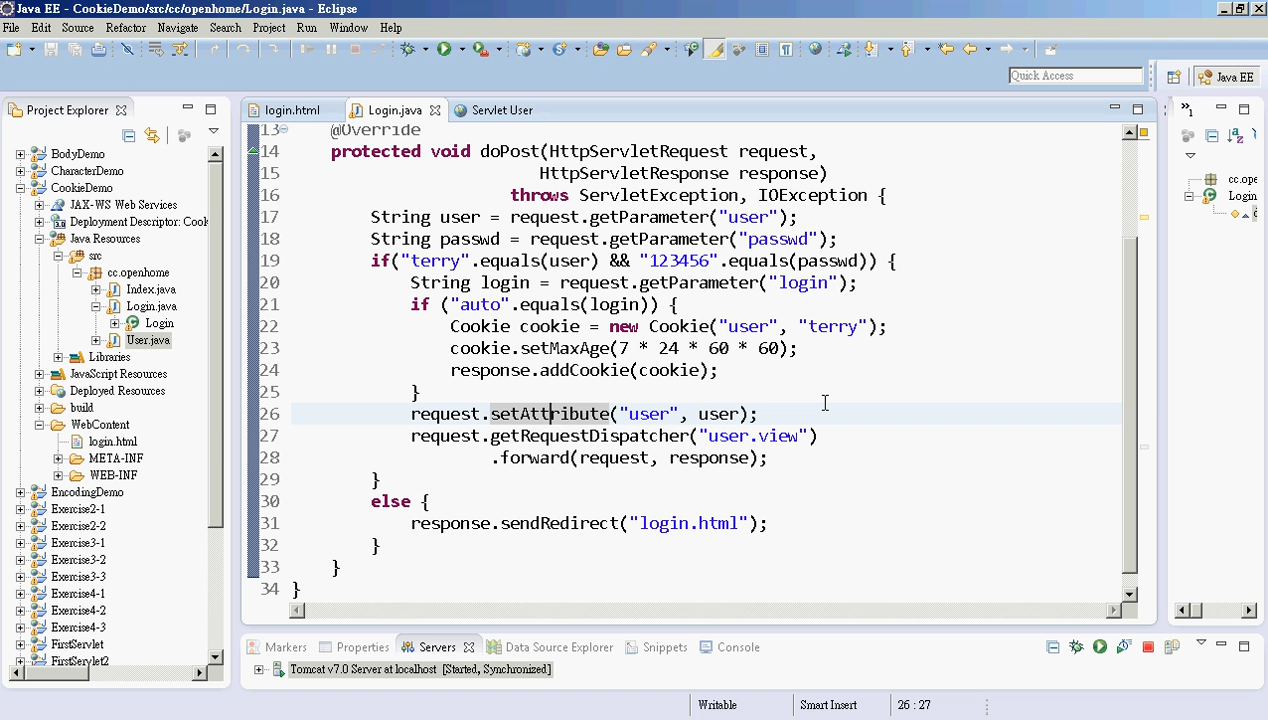 Java EE - CookieDemo/src/cc/openhome/Login.java - Eclipse
File Edit Source Refactor Navigate Search Project Run Window Help
Quick Access
Java EE
Project Explorer
login.html
Login.java
Servlet User
BodyDemo
CharacterDemo
CookieDemo
JAX-WS Web Services
Deployment Descriptor: Cook
Java Resources
src
cc.openhome
Index.java
Login.java
Login
User.java
Libraries
JavaScript Resources
Deployed Resources
build
WebContent
login.html
META-INF
WEB-INF
EncodingDemo
Exercise2-1
Exercise2-2
Exercise3-1
Exercise3-2
Exercise3-3
Exercise4-1
Exercise4-2
Exercise4-3
FirstServlet
FirstServlet2
13 @Override
14 protected void doPost(HttpServletRequest request,
15 HttpServletResponse response)
16 throws ServletException, IOException {
17 String user = request.getParameter("user");
18 String passwd = request.getParameter("passwd");
19 if("terry".equals(user) && "123456".equals(passwd)) {
20 String login = request.getParameter("login");
21 if ("auto".equals(login)) {
22 Cookie cookie = new Cookie("user", "terry");
23 cookie.setMaxAge(7 * 24 * 60 * 60);
24 response.addCookie(cookie);
25 }
26 request.setAttribute("user", user);
27 request.getRequestDispatcher("user.view")
28 .forward(request, response);
29 }
30 else {
31 response.sendRedirect("login.html");
32 }
33 }
34 }
cc.ope
Login
Markers
Properties
Servers
Data Source Explorer
Snippets
Console
Tomcat v7.0 Server at localhost [Started, Synchronized]
Writable
Smart Insert
26 : 27